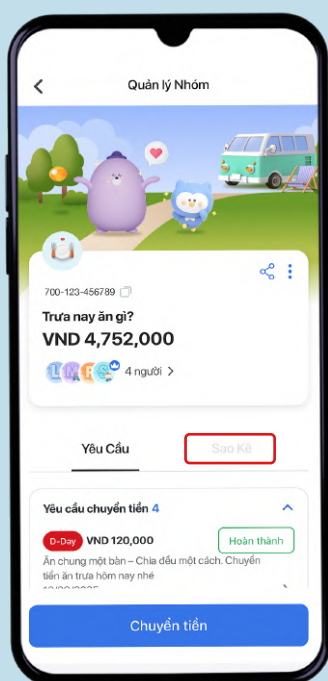 Quản lý Nhóm
700-123-456789
Trưa nay ăn gì?
VND 4,752,000
L M F S
4 người
Yêu Cầu
Sao Kê
Yêu cầu chuyển tiền 4
D-Day VND 120,000
Hoàn thành
Ăn chung một bàn – Chia đều một cách. Chuyển
tiền ăn trưa hôm nay nhé
Chuyển tiền